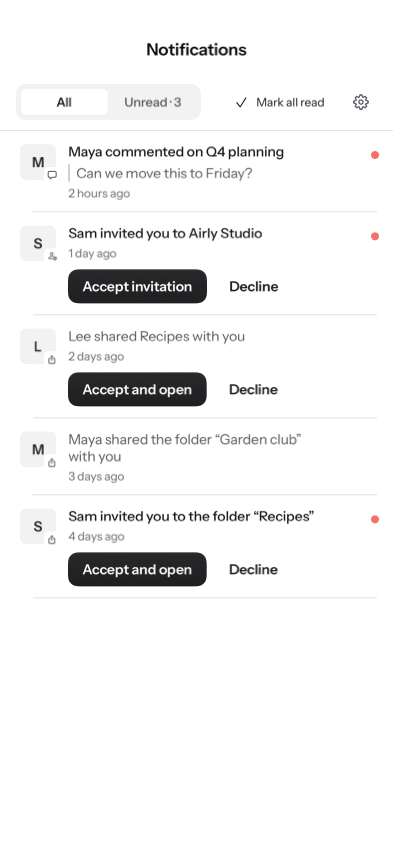 Notifications
All
Unread · 3
Mark all read
M
Maya commented on Q4 planning
Can we move this to Friday?
2 hours ago
S
Sam invited you to Airly Studio
1 day ago
Accept invitation
Decline
L
Lee shared Recipes with you
2 days ago
Accept and open
Decline
M
Maya shared the folder “Garden club”
with you
3 days ago
S
Sam invited you to the folder “Recipes”
4 days ago
Accept and open
Decline